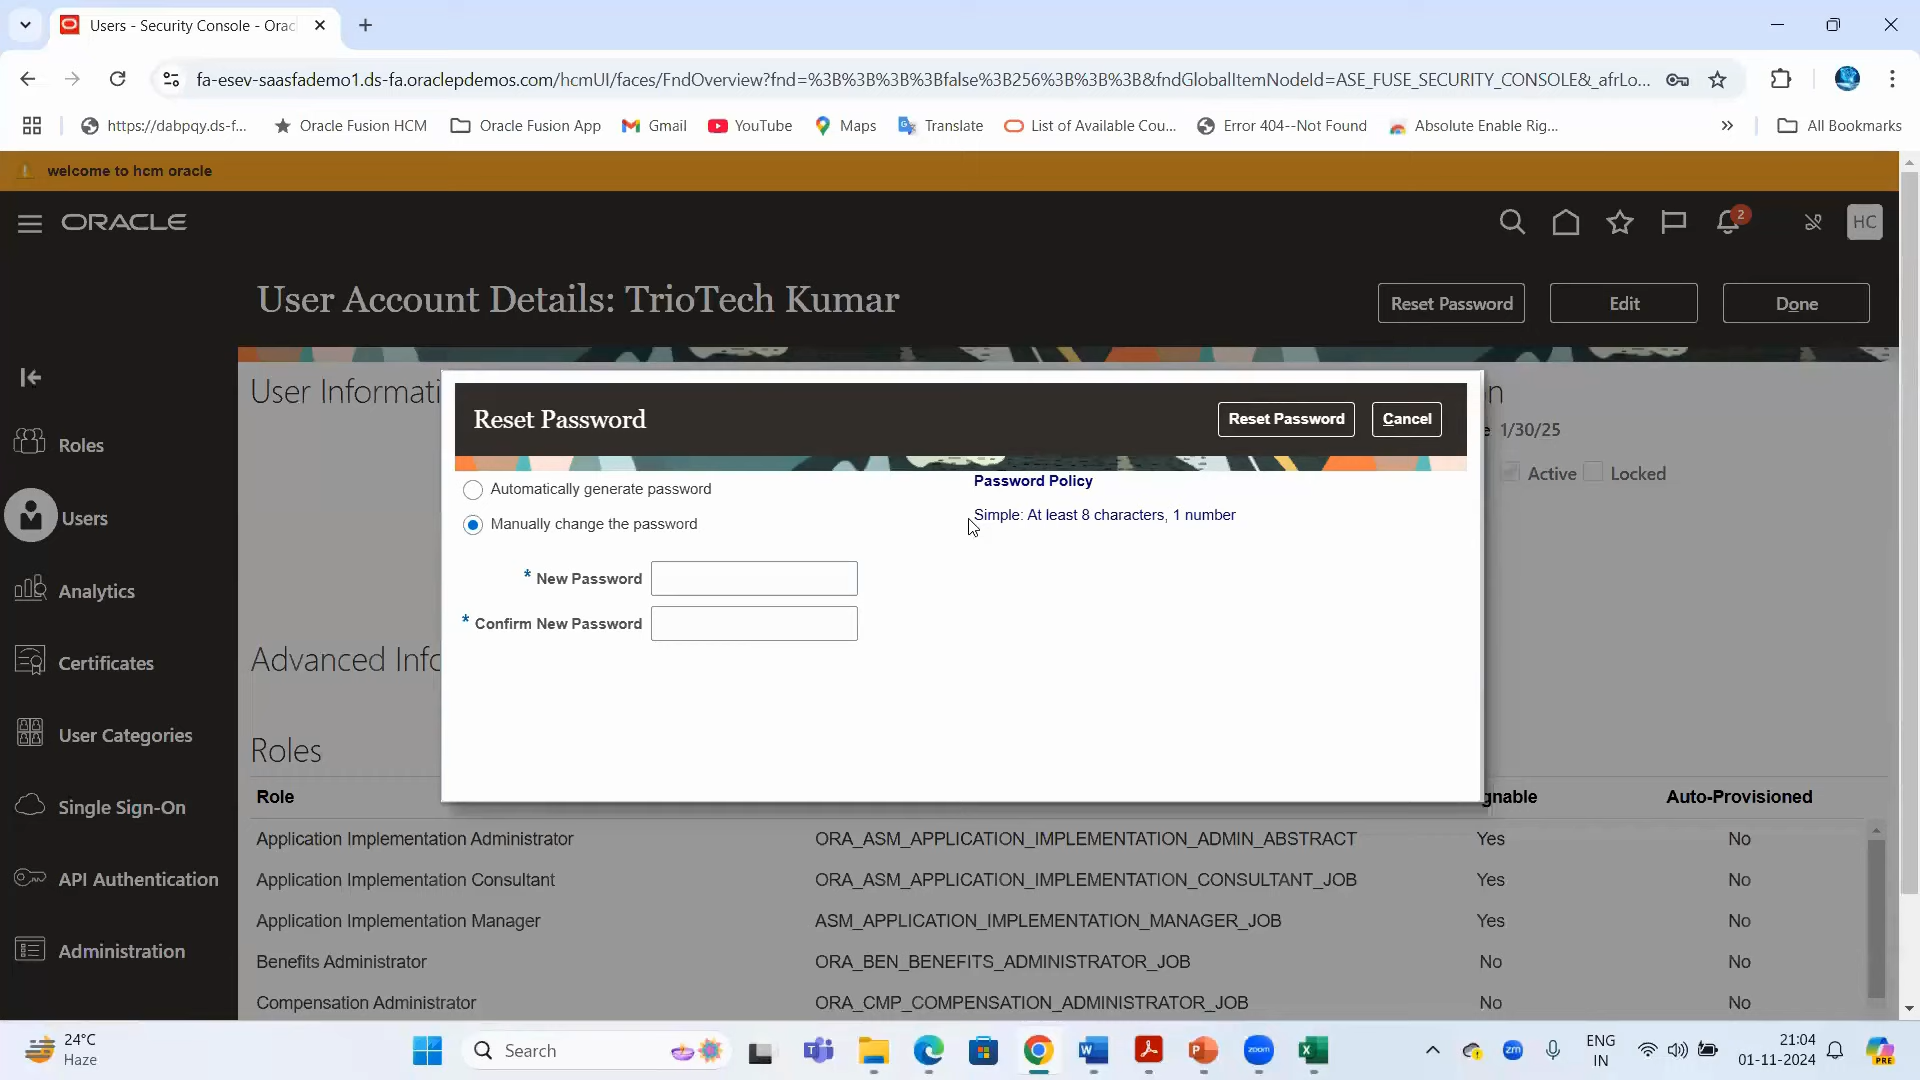 Users - Security Console - Orac
fa-esev-saasfademo1.ds-fa.oraclepdemos.com/hcmUI/faces/FndOverview?fnd=%3B%3B%3B%3Bfalse%3B256%3B%3B%3B&fndGlobalItemNodeId=ASE_FUSE_SECURITY_CONSOLE&_afrLo...
https://dabpqy.ds-f... Oracle Fusion HCM Oracle Fusion App Gmail YouTube Maps Translate List of Available Cou... Error 404--Not Found Absolute Enable Rig... » All Bookmarks
welcome to hcm oracle
ORACLE 2 HC
User Account Details: TrioTech Kumar Reset Password Edit Done
User Informati n
Reset Password Reset Password Cancel
e 1/30/25
Roles
Active Locked
Password Policy
Automatically generate password
Simple: At least 8 characters, 1 number
Manually change the password
Users
* New Password
Analytics
* Confirm New Password
Advanced Info
Certificates
User Categories
Roles
Role gnable Auto-Provisioned
Single Sign-On
Application Implementation Administrator ORA_ASM_APPLICATION_IMPLEMENTATION_ADMIN_ABSTRACT Yes No
API Authentication
Application Implementation Consultant ORA_ASM_APPLICATION_IMPLEMENTATION_CONSULTANT_JOB Yes No
Application Implementation Manager ASM_APPLICATION_IMPLEMENTATION_MANAGER_JOB Yes No
Administration
Benefits Administrator ORA_BEN_BENEFITS_ADMINISTRATOR_JOB No No
Compensation Administrator ORA_CMP_COMPENSATION_ADMINISTRATOR_JOB No No
24°C
Haze
Search
zoom
zm
ENG
IN
21:04
01-11-2024
PRE